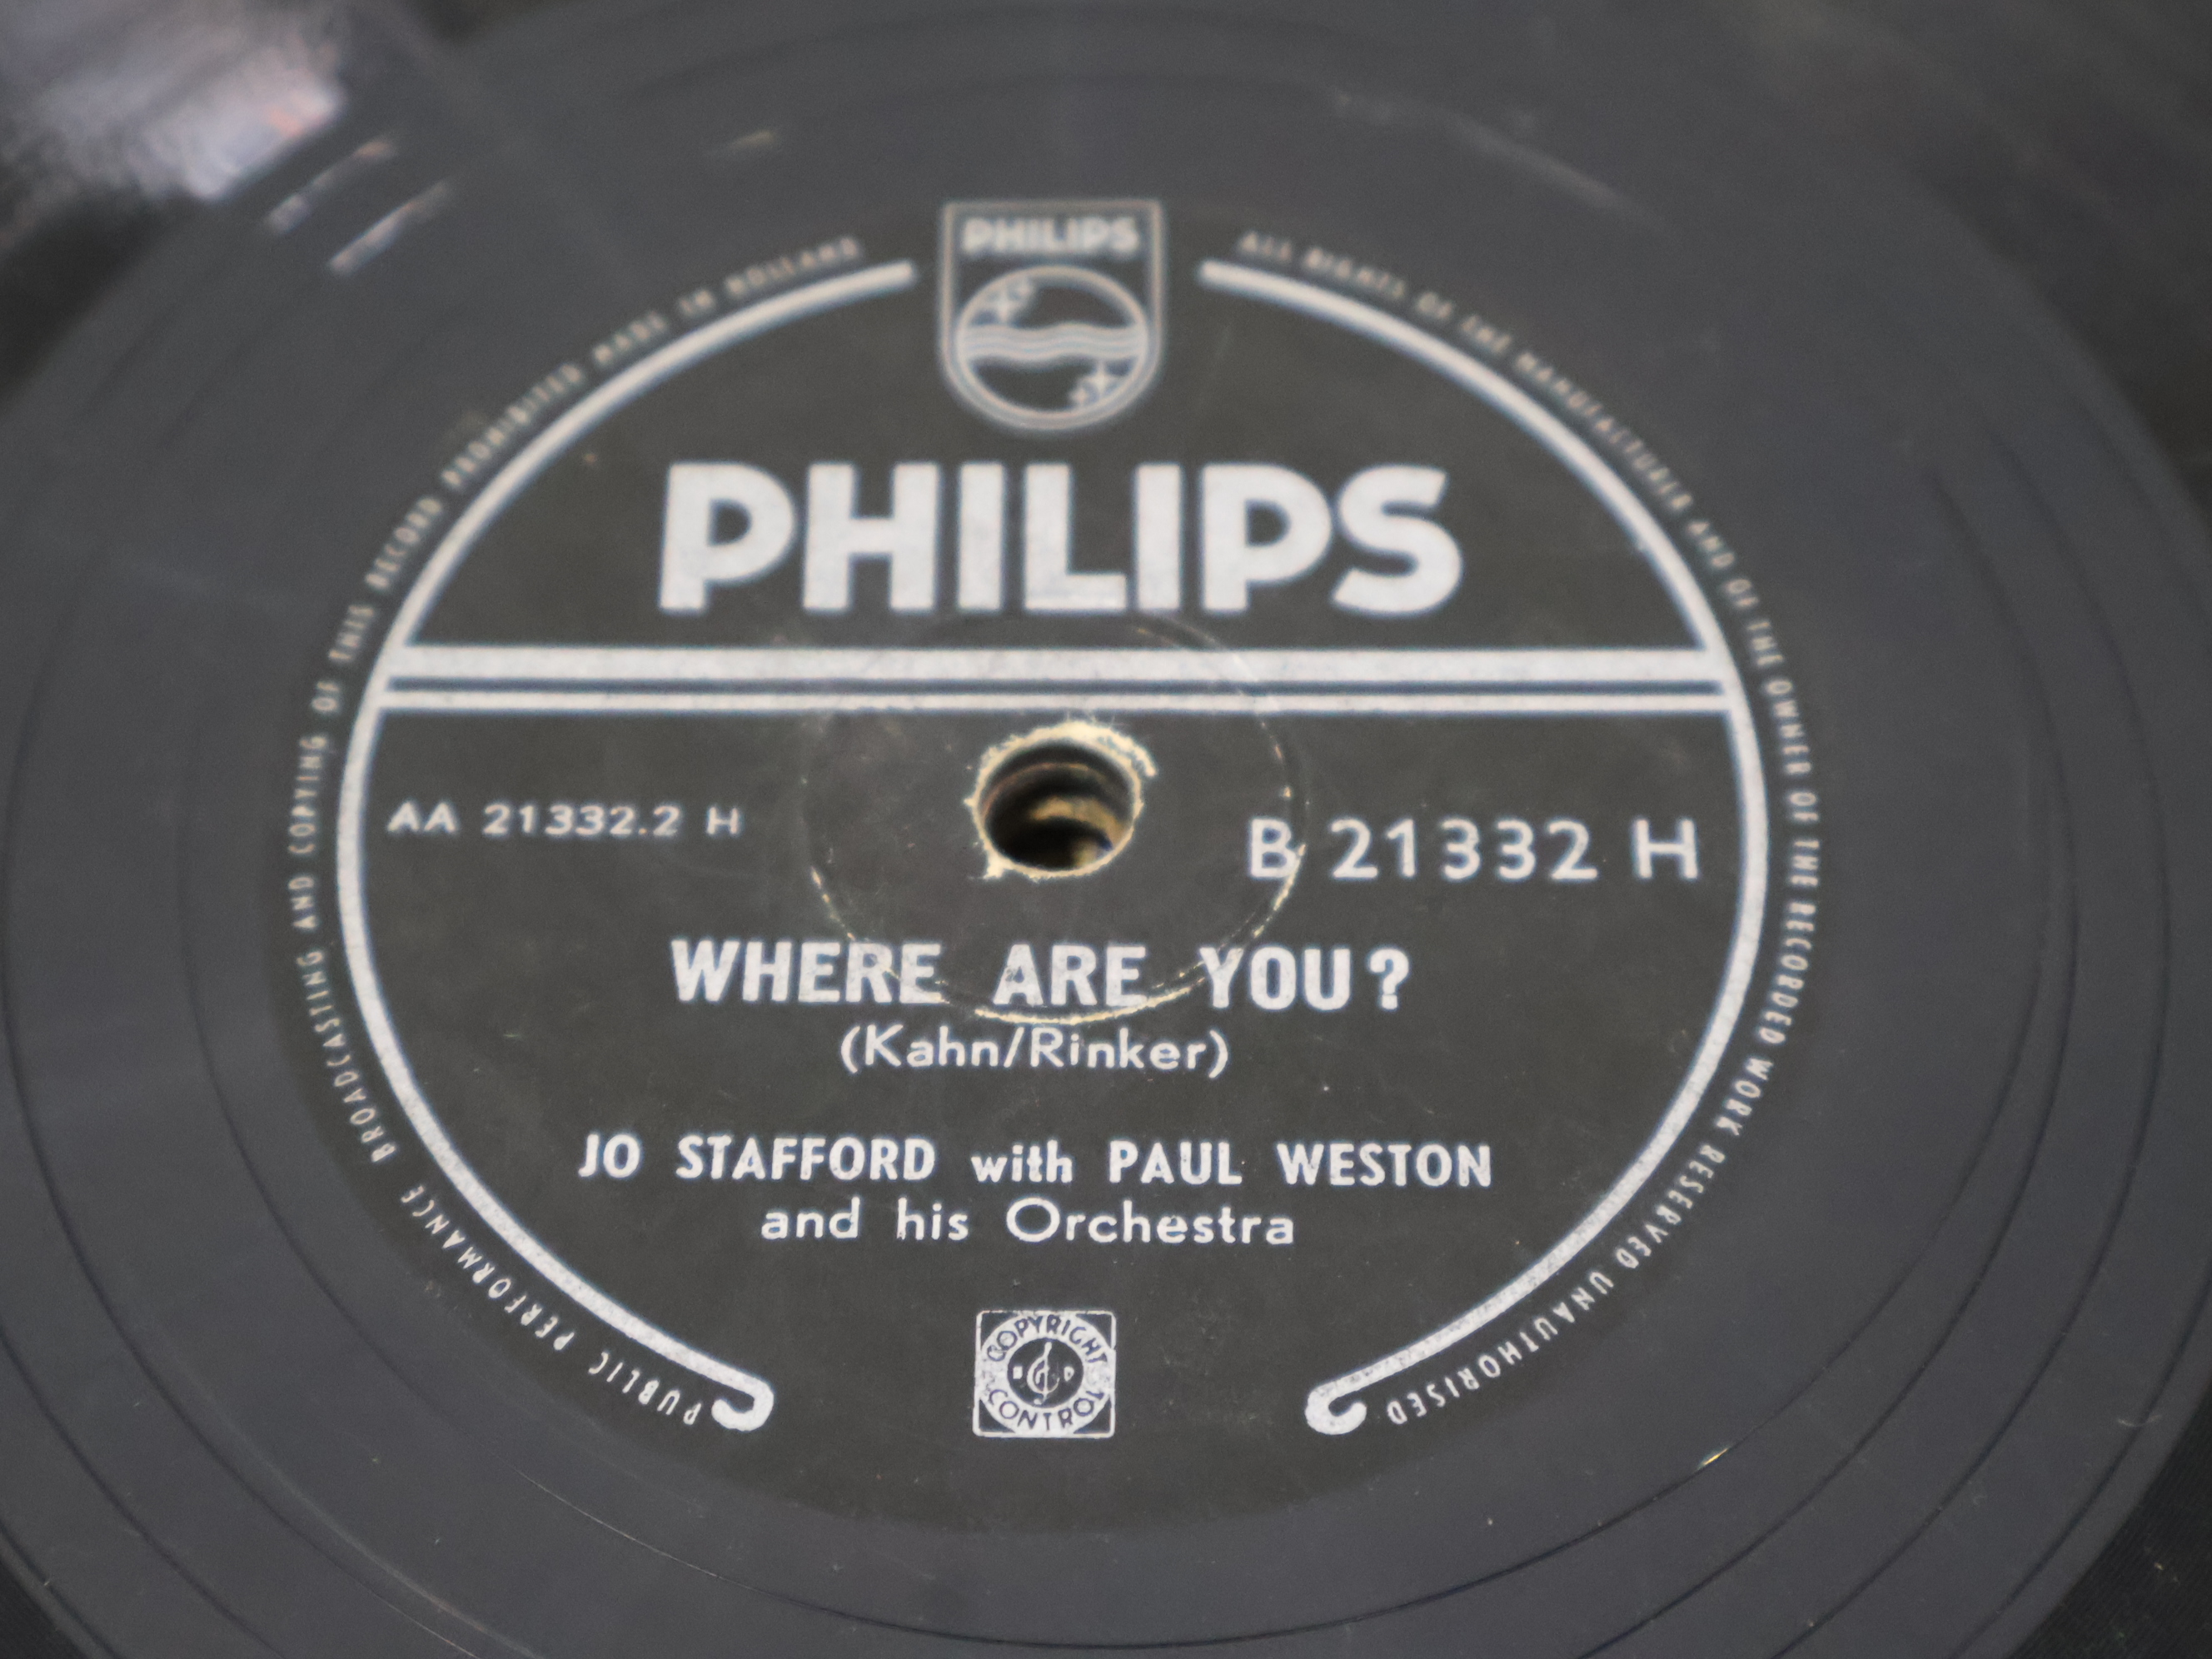 PHILIPS
PHILIPS
AA 21332.2 H
B 21332 H
WHERE ARE YOU?
(Kahn/Rinker)
JO STAFFORD with PAUL WESTON
and his Orchestra
COPYRIGHT
CONTROL
ALL RIGHTS OF THE MANUFACTURER AND OF THE OWNER OF THE RECORDED WORK RESERVED UNAUTHORISED
PUBLIC PERFORMANCE BROADCASTING AND COPYING OF THIS RECORD PROHIBITED MADE IN HOLLAND